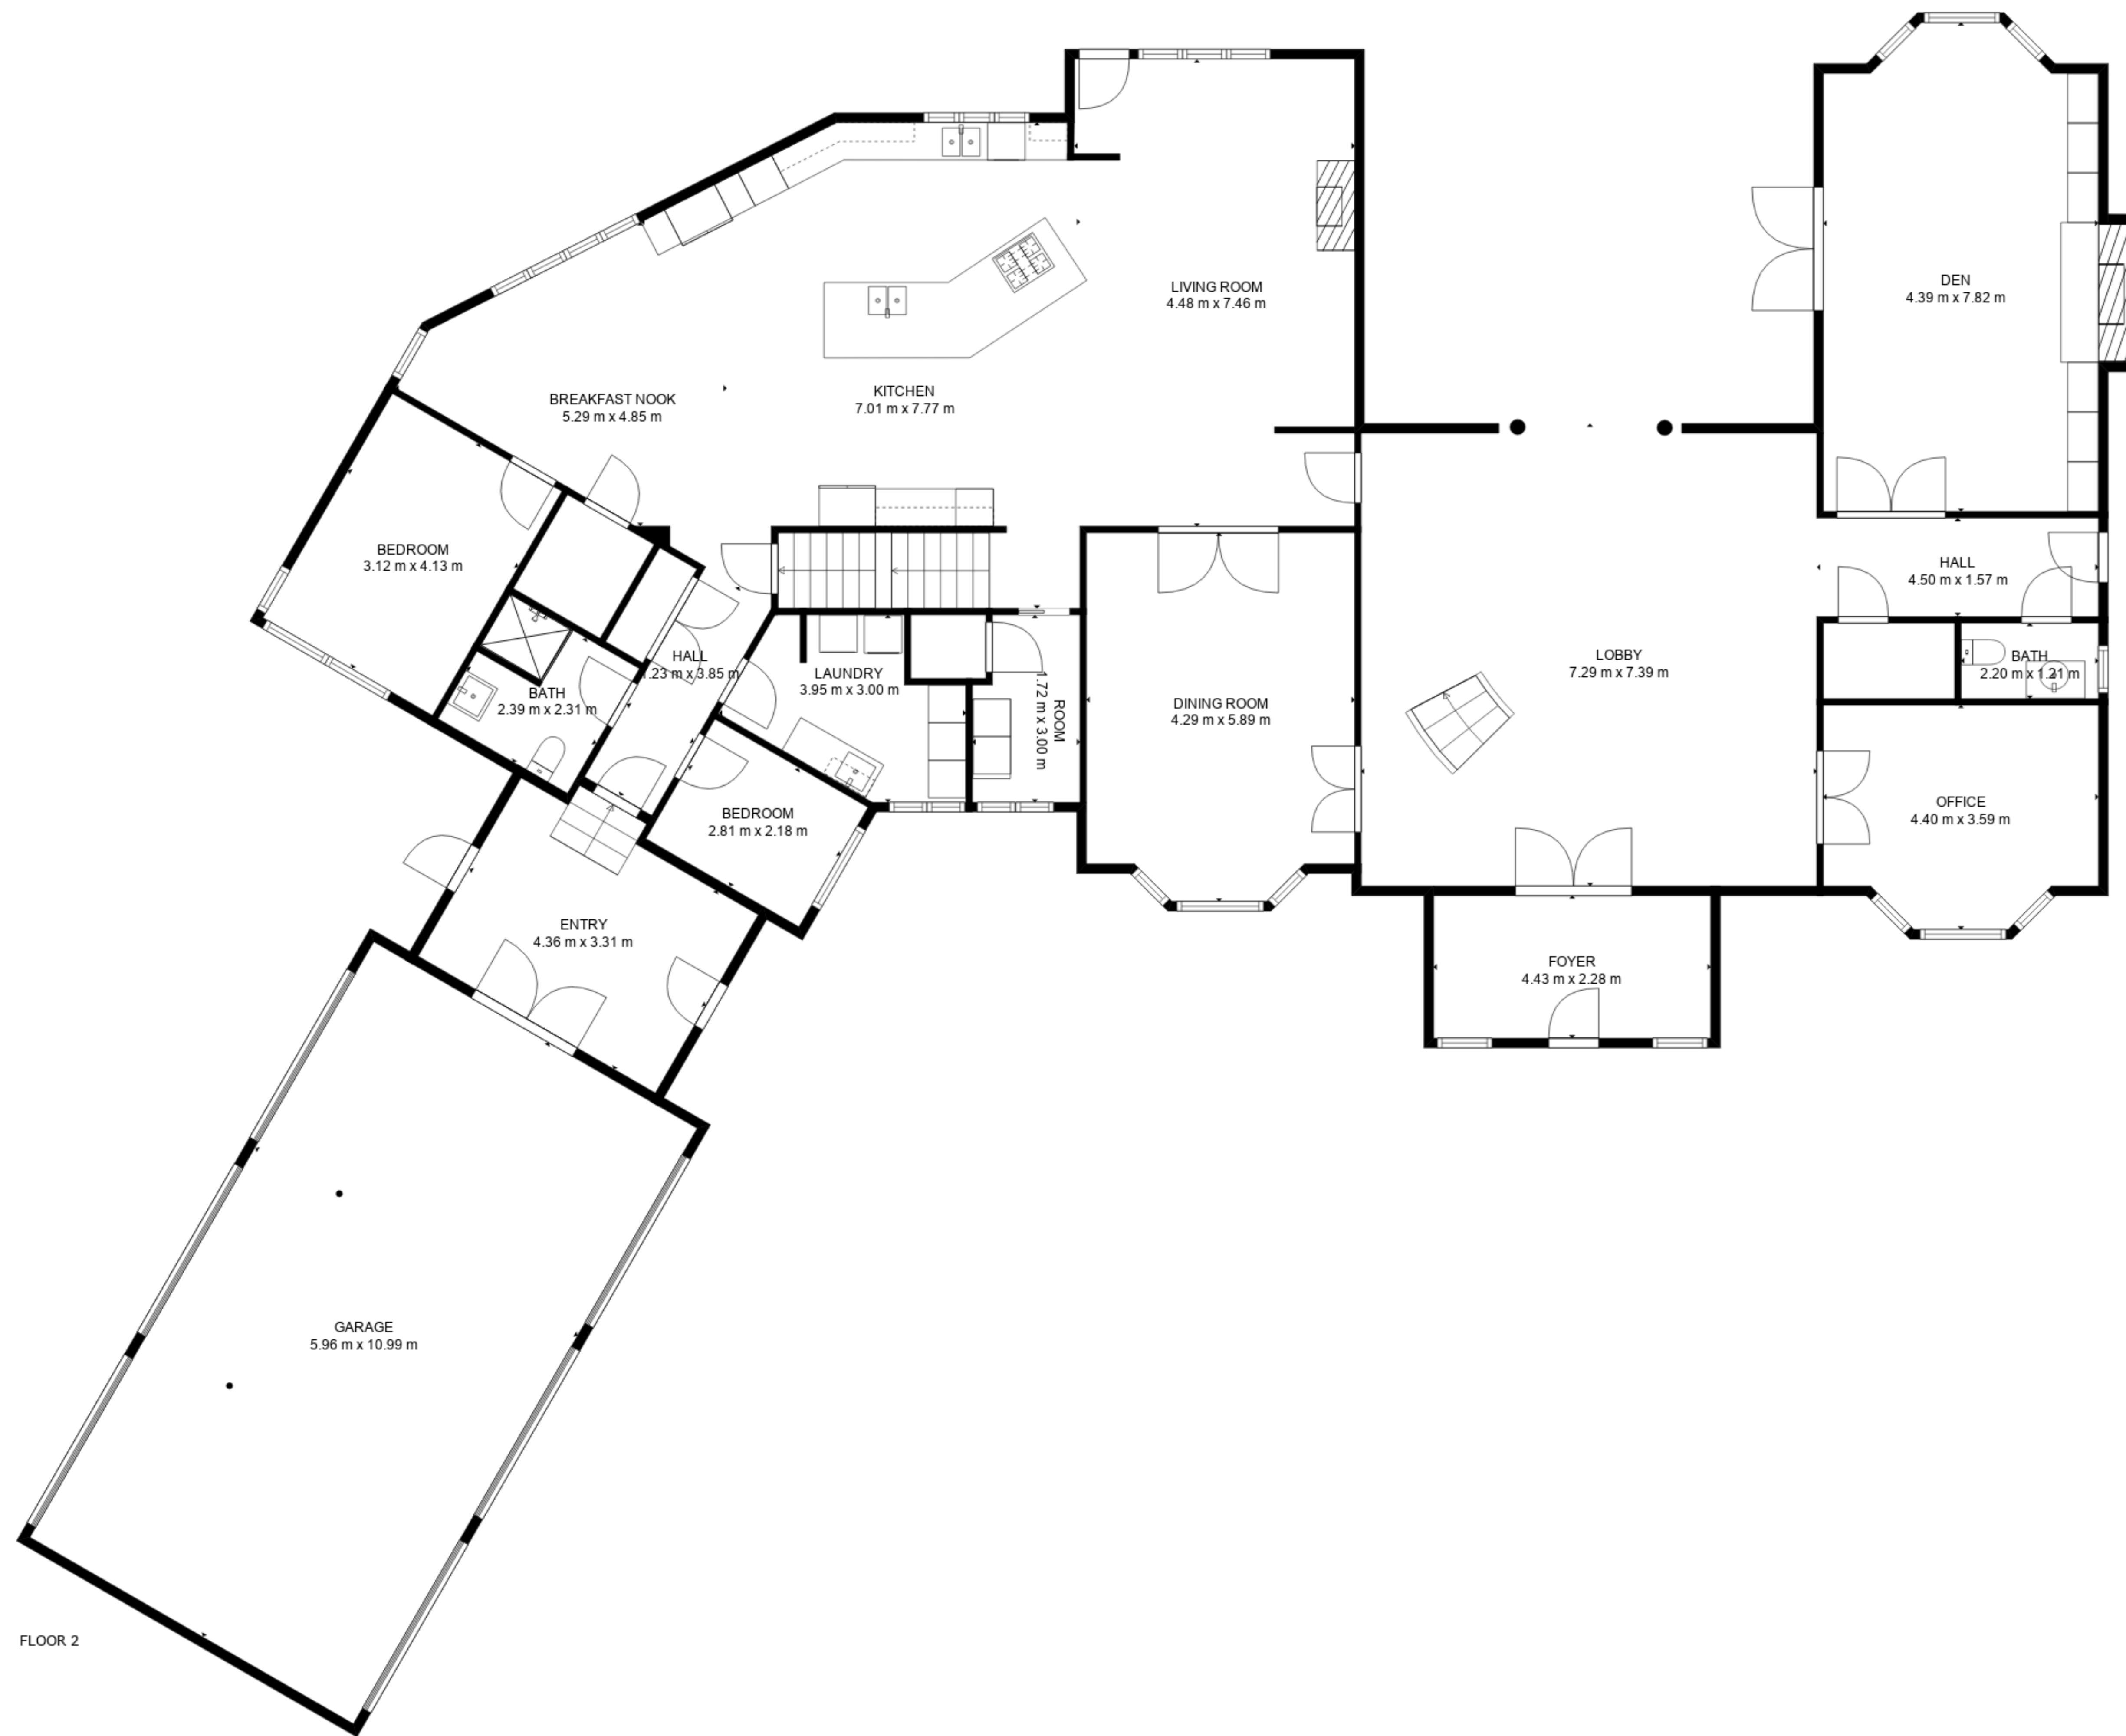 LIVING ROOM
4.48 m x 7.46 m
DEN
4.39 m x 7.82 m
BREAKFAST NOOK
5.29 m x 4.85 m
KITCHEN
7.01 m x 7.77 m
BEDROOM
3.12 m x 4.13 m
HALL
4.50 m x 1.57 m
HALL
1.23 m x 3.85 m
LAUNDRY
3.95 m x 3.00 m
LOBBY
7.29 m x 7.39 m
BATH
2.20 m x 1.21 m
BATH
2.39 m x 2.31 m
ROOM
1.72 m x 3.00 m
DINING ROOM
4.29 m x 5.89 m
BEDROOM
2.81 m x 2.18 m
OFFICE
4.40 m x 3.59 m
ENTRY
4.36 m x 3.31 m
FOYER
4.43 m x 2.28 m
GARAGE
5.96 m x 10.99 m
FLOOR 2